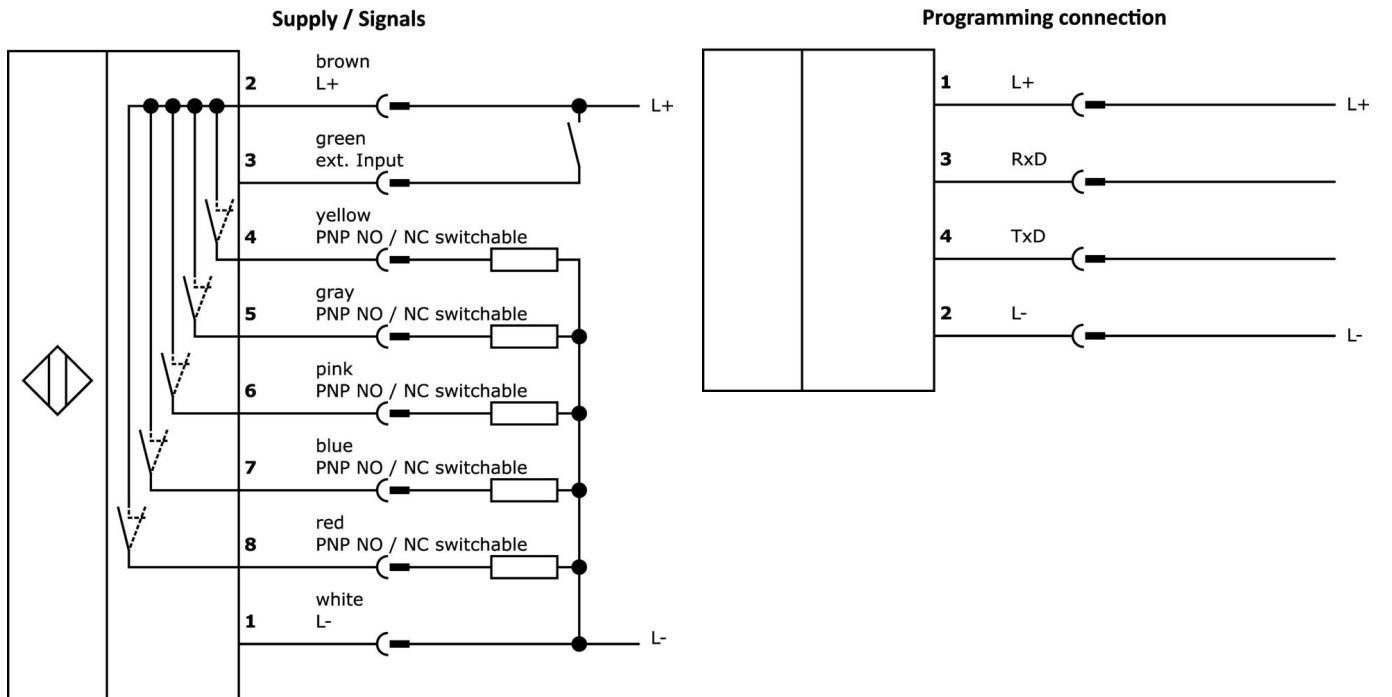 Supply / Signals
brown
2 L+ L+
green
3 ext. Input
yellow
4 PNP NO / NC switchable
gray
5 PNP NO / NC switchable
pink
6 PNP NO / NC switchable
blue
7 PNP NO / NC switchable
red
8 PNP NO / NC switchable
white
1 L- L-
Programming connection
1 L+ L+
3 RxD
4 TxD
2 L- L-